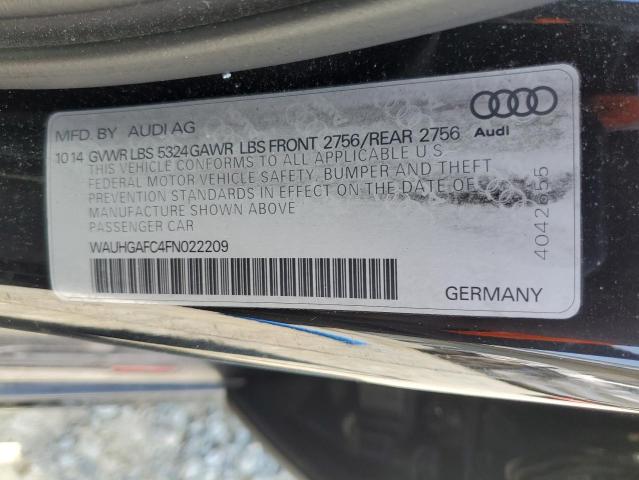 MFD. BY AUDI AG
Audi
10 14 GVWR LBS 5324 GAWR LBS FRONT 2756/REAR 2756
THIS VEHICLE CONFORMS TO ALL APPLICABLE U S
FEDERAL MOTOR VEHICLE SAFETY, BUMPER AND THEFT
PREVENTION STANDARDS IN EFFECT ON THE DATE OF
MANUFACTURE SHOWN ABOVE
PASSENGER CAR
WAUHGAFC4FN022209
GERMANY